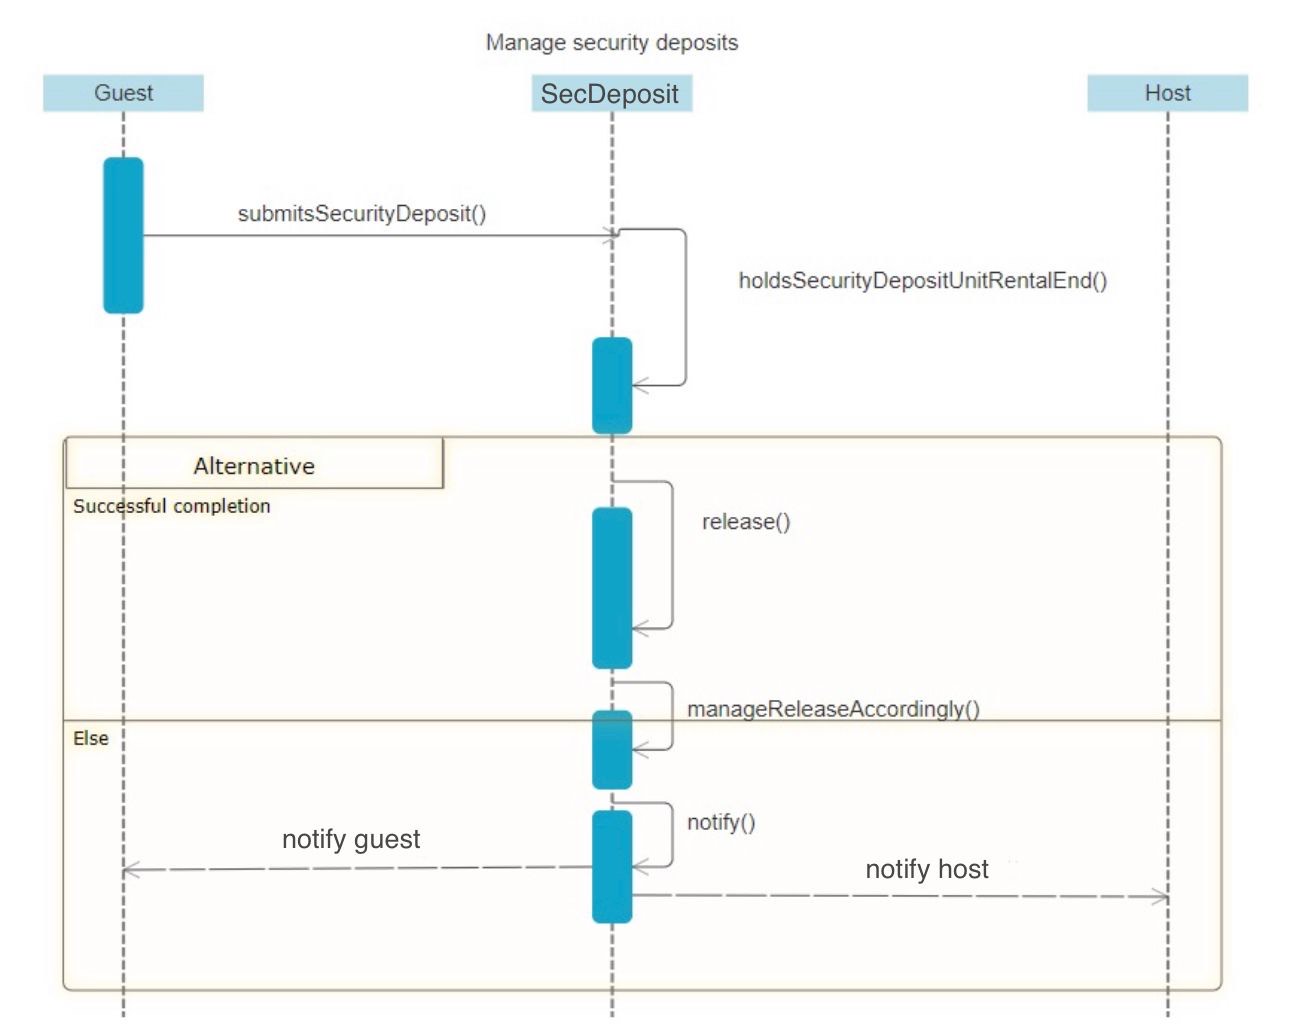 Manage security deposits
Guest
SecDeposit
Host
submitsSecurityDeposit()
holdsSecurityDepositUnitRentalEnd()
Alternative
Successful completion
release()
manageReleaseAccordingly()
Else
notify()
notify guest
notify host